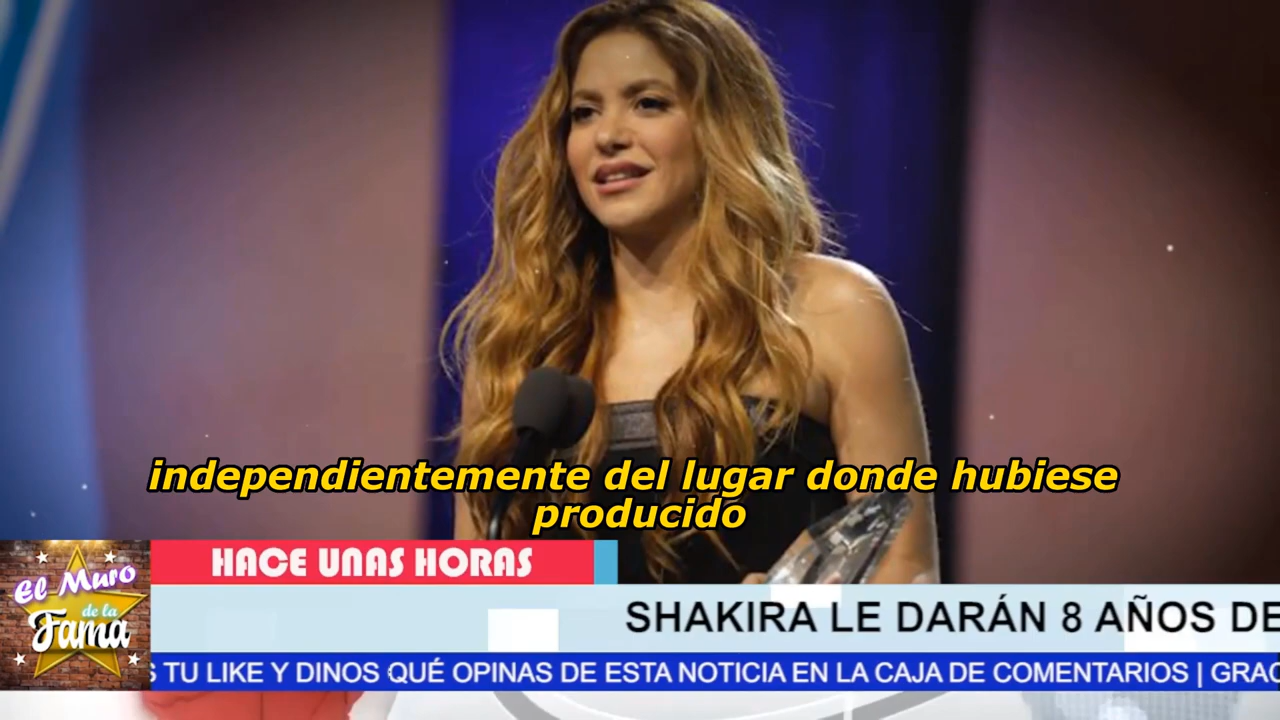 independientemente del lugar donde hubiese
producido
HACE UNAS HORAS
El Muro
de la
Fama
SHAKIRA LE DARÁN 8 AÑOS DE
TU LIKE Y DINOS QUÉ OPINAS DE ESTA NOTICIA EN LA CAJA DE COMENTARIOS | GRAC